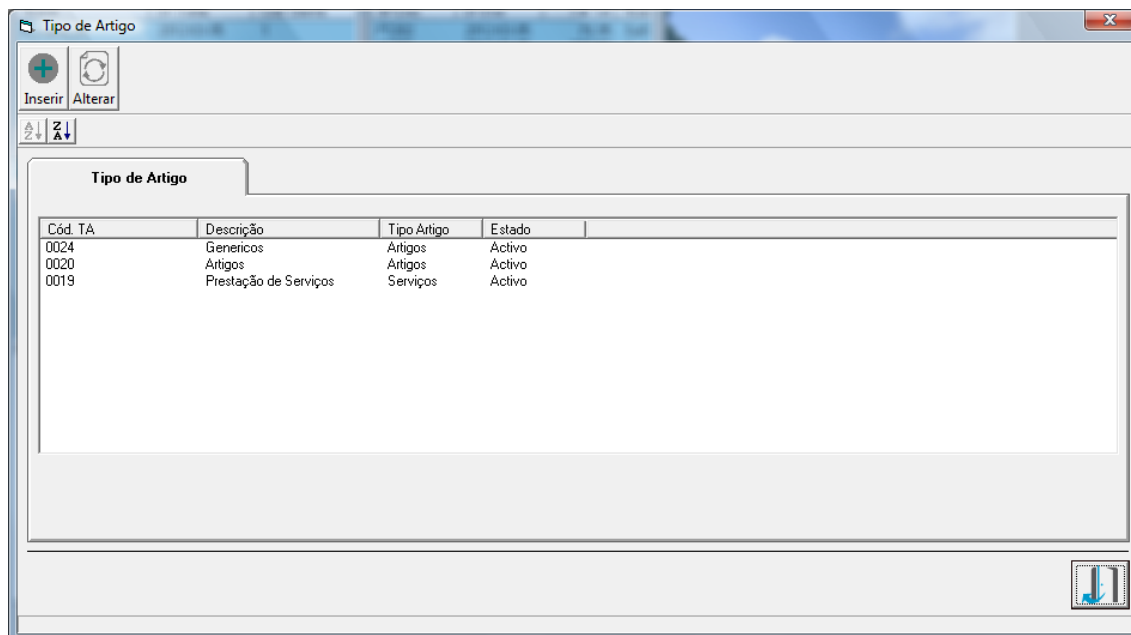 Tipo de Artigo
Inserir Alterar
Tipo de Artigo
Cód. TA Descrição Tipo Artigo Estado
0024 Genericos Artigos Activo
0020 Artigos Artigos Activo
0019 Prestação de Serviços Serviços Activo